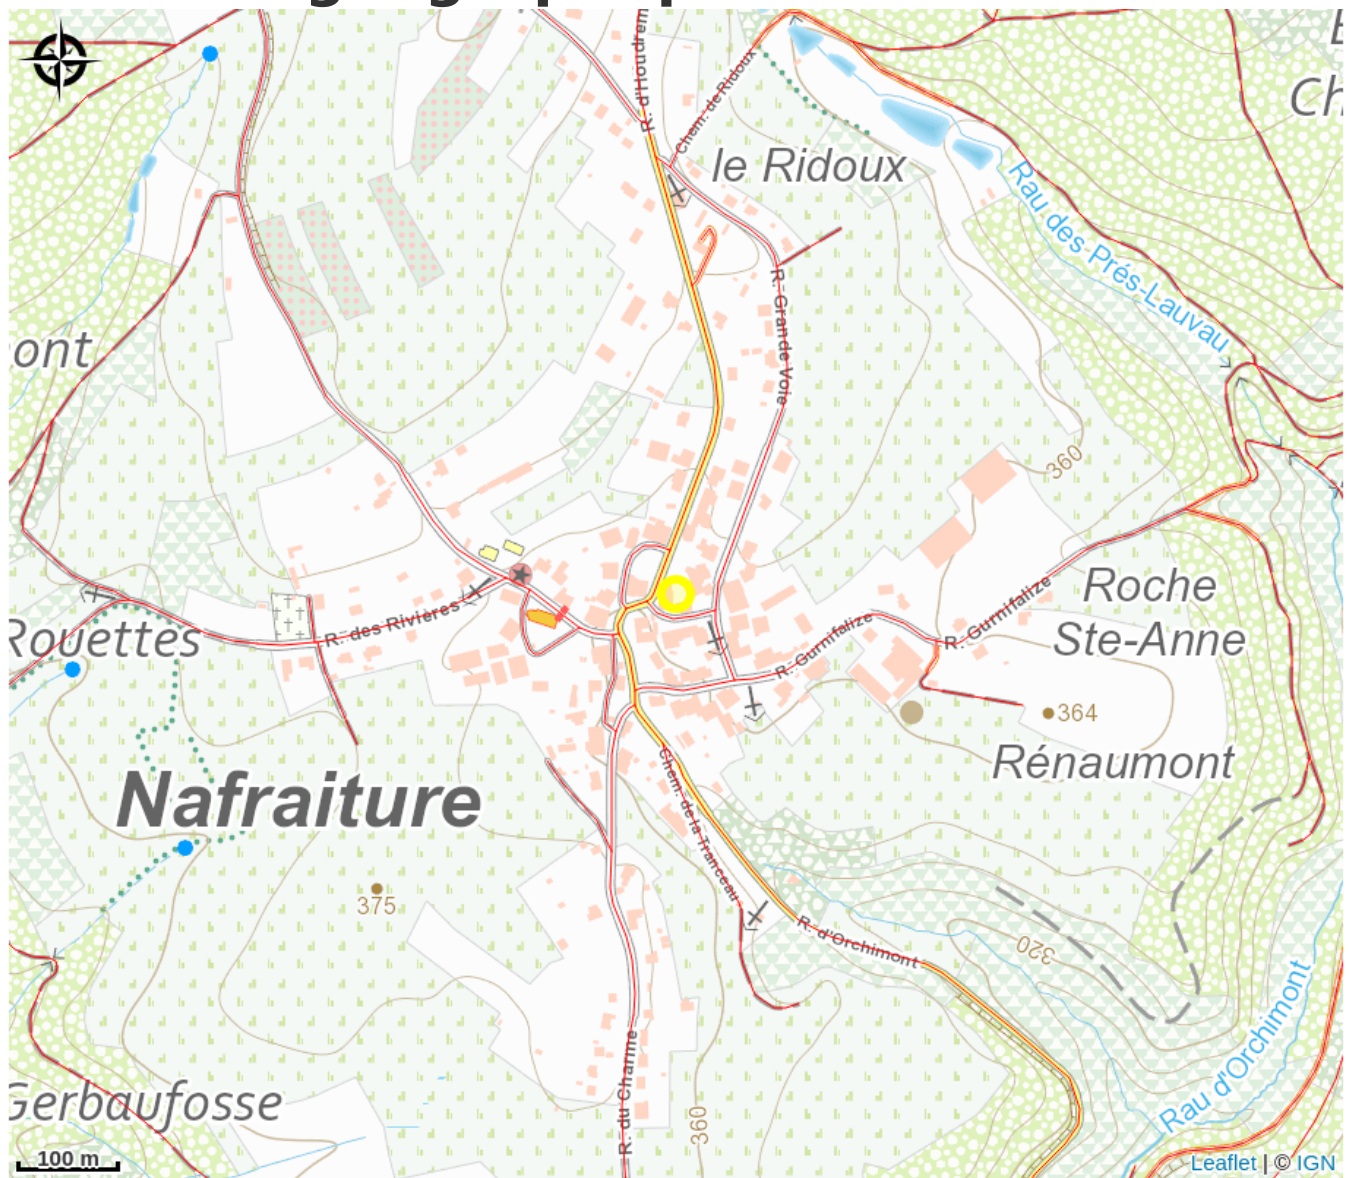 R. d'Houdrem
Chem. de Ridoux
le Ridoux
Ch
Rau des Prés-Lauvau
R. Grande Voie
ont
360
R. des Rivières
Rouettes
R. Gurnifalize
R. Gurnifalize
Roche
Ste-Anne
364
Rénaumont
Nafraiture
Chem. de la Tranceau
375
R. d'Orchimont
320
Rau d'Orchimont
R. du Charme
360
Gerbaufosse
100 m
Leaflet | © IGN